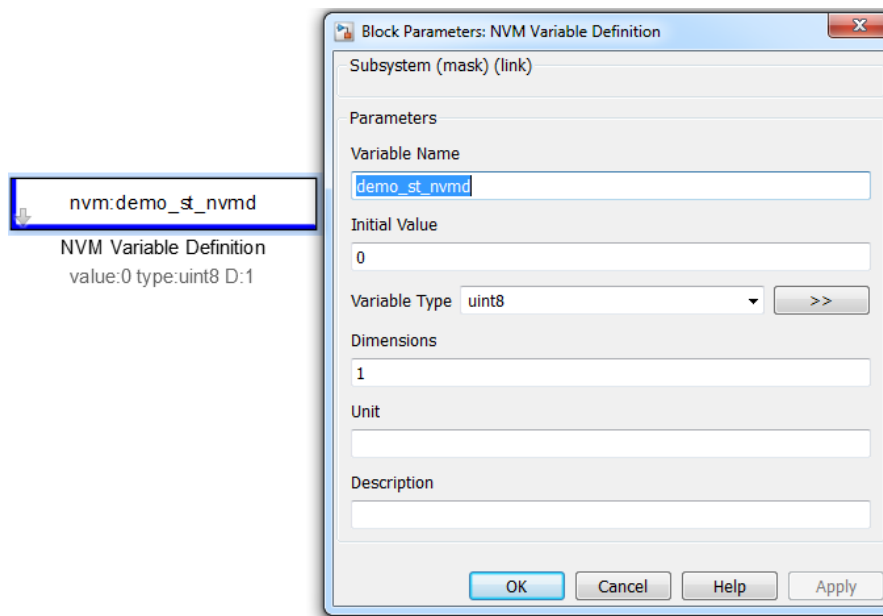 nvm:demo_st_nvmd
NVM Variable Definition
value:0 type:uint8 D:1
Block Parameters: NVM Variable Definition
Subsystem (mask) (link)
Parameters
Variable Name
demo_st_nvmd
Initial Value
0
Variable Type uint8 >>
Dimensions
1
Unit
Description
OK Cancel Help Apply